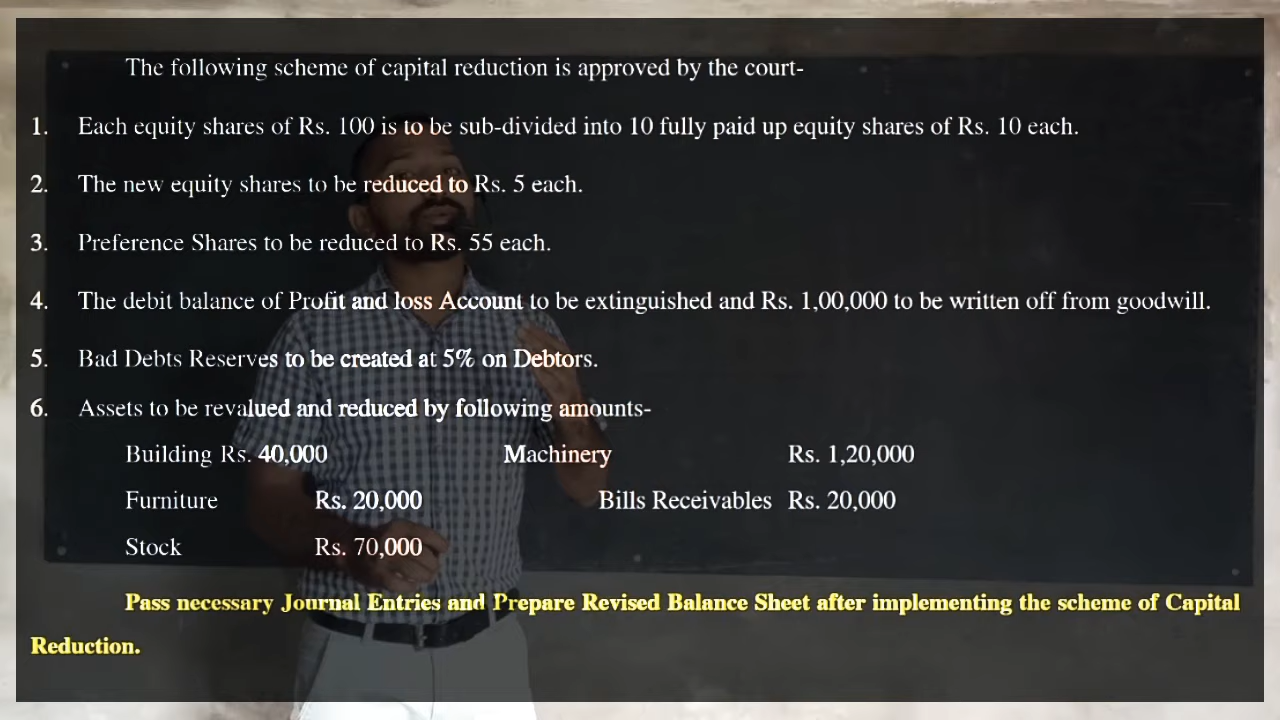 The following scheme of capital reduction is approved by the court-
1. Each equity shares of Rs. 100 is to be sub-divided into 10 fully paid up equity shares of Rs. 10 each.
2. The new equity shares to be reduced to Rs. 5 each.
3. Preference Shares to be reduced to Rs. 55 each.
4. The debit balance of Profit and loss Account to be extinguished and Rs. 1,00,000 to be written off from goodwill.
5. Bad Debts Reserves to be created at 5% on Debtors.
6. Assets to be revalued and reduced by following amounts-
Building Rs. 40,000 Machinery Rs. 1,20,000
Furniture Rs. 20,000 Bills Receivables Rs. 20,000
Stock Rs. 70,000
Pass necessary Journal Entries and Prepare Revised Balance Sheet after implementing the scheme of Capital
Reduction.